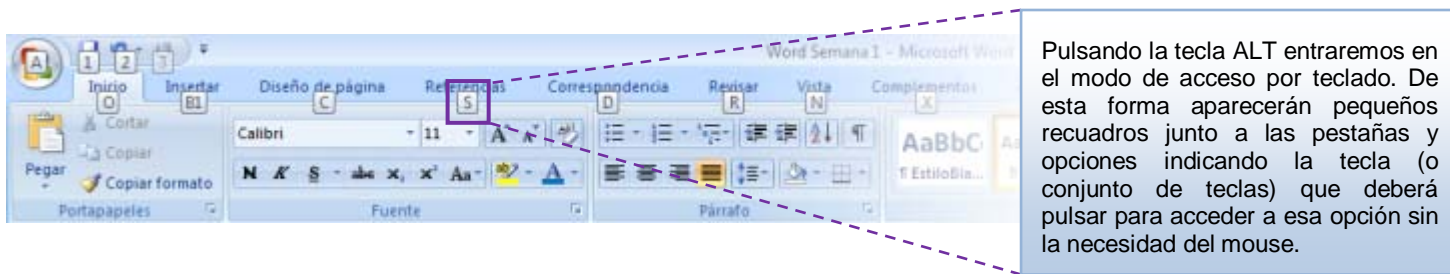 Word Semana 1 - Microsoft Word
A
1 2 3
Inicio Insertar Diseño de página Referencias Correspondencia Revisar Vista Complementos
O B1 C S D R N X
Cortar
Copiar
Pegar
Copiar formato
Calibri 11
N K S abc x, x² Aa A
AaBbC
¶ EstiloBla...
Portapapeles Fuente Párrafo
Pulsando la tecla ALT entraremos en
el modo de acceso por teclado. De
esta forma aparecerán pequeños
recuadros junto a las pestañas y
opciones indicando la tecla (o
conjunto de teclas) que deberá
pulsar para acceder a esa opción sin
la necesidad del mouse.